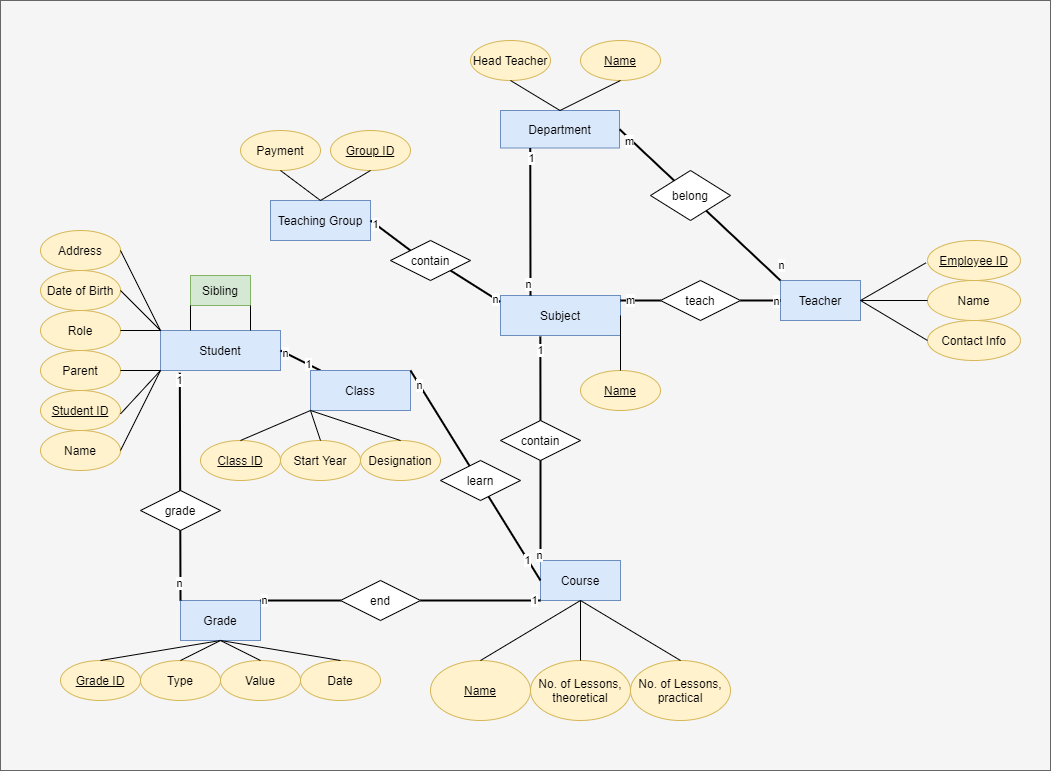 Head Teacher
Name
Department
1
m
Payment
Group ID
belong
Teaching Group
1
contain
Address
Date of Birth
Role
Parent
Student ID
Name
Sibling
Student
n
1
1
Class
n
n
n
Subject
m
teach
n
n
Teacher
Employee ID
Name
Contact Info
1
Name
Class ID
Start Year
Designation
contain
learn
grade
n
1
n
Course
n
n
end
1
Grade
Grade ID
Type
Value
Date
Name
No. of Lessons,
theoretical
No. of Lessons,
practical